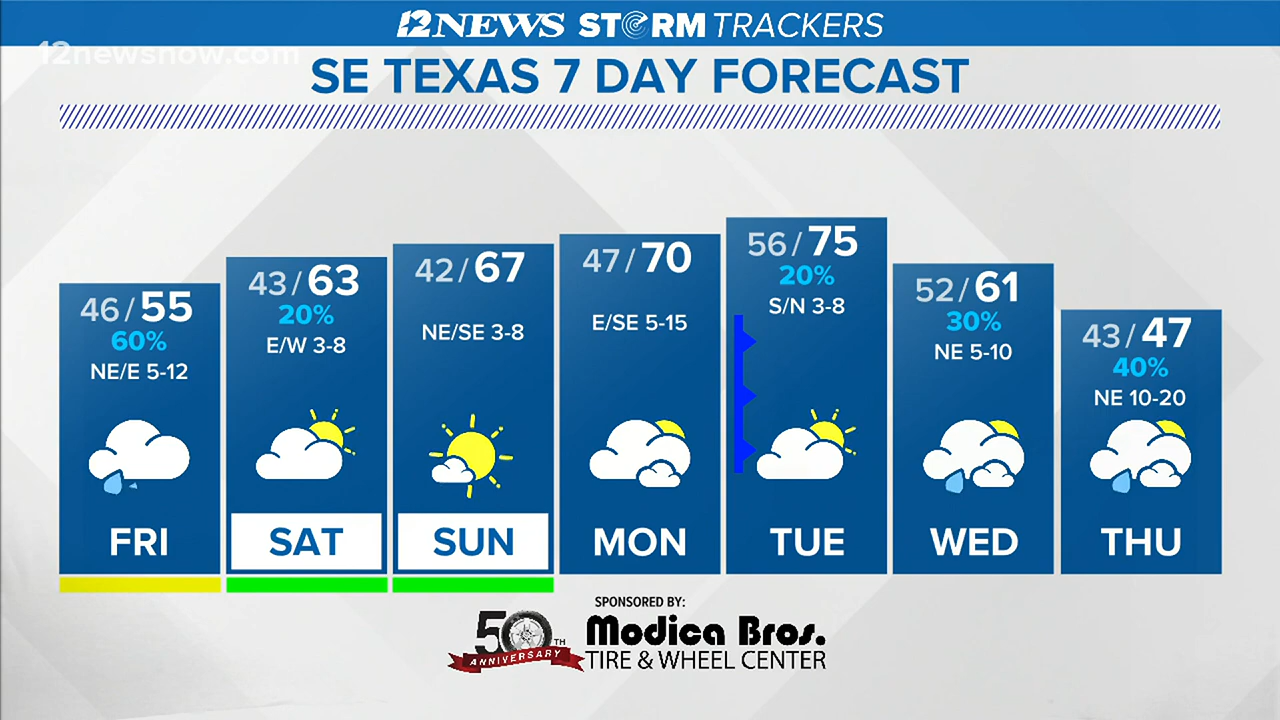 12NEWS STORM TRACKERS
12newsnow.com
SE TEXAS 7 DAY FORECAST
46/55
60%
NE/E 5-12
FRI
43/63
20%
E/W 3-8
SAT
42/67
NE/SE 3-8
SUN
47/70
E/SE 5-15
MON
56/75
20%
S/N 3-8
TUE
52/61
30%
NE 5-10
WED
43/47
40%
NE 10-20
THU
SPONSORED BY:
50TH
ANNIVERSARY
Modica Bros.
TIRE & WHEEL CENTER